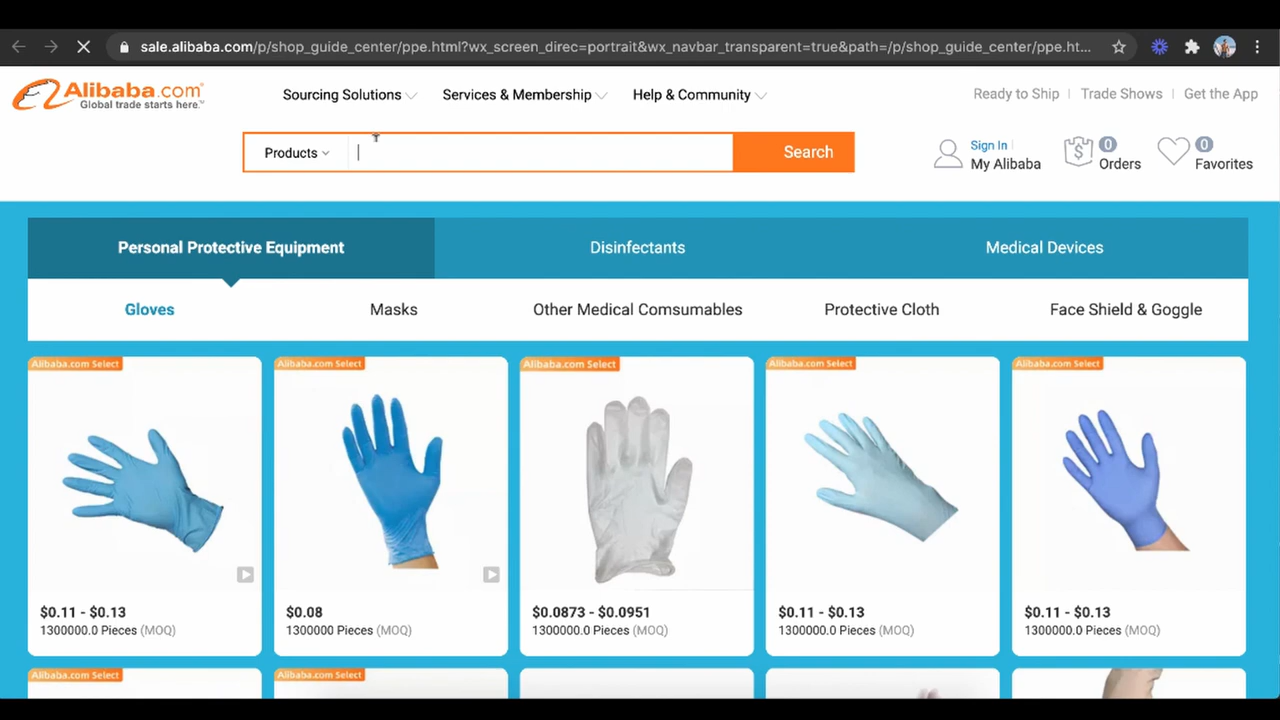 sale.alibaba.com/p/shop_guide_center/ppe.html?wx_screen_direc=portrait&wx_navbar_transparent=true&path=/p/shop_guide_center/ppe.ht...
Alibaba.com
Global trade starts here.
Sourcing Solutions
Services & Membership
Help & Community
Ready to Ship
Trade Shows
Get the App
Products
Search
Sign In
My Alibaba
0
Orders
0
Favorites
Personal Protective Equipment
Disinfectants
Medical Devices
Gloves
Masks
Other Medical Comsumables
Protective Cloth
Face Shield & Goggle
Alibaba.com Select
Alibaba.com Select
Alibaba.com Select
Alibaba.com Select
Alibaba.com Select
$0.11 - $0.13
1300000.0 Pieces (MOQ)
$0.08
1300000 Pieces (MOQ)
$0.0873 - $0.0951
1300000.0 Pieces (MOQ)
$0.11 - $0.13
1300000.0 Pieces (MOQ)
$0.11 - $0.13
1300000.0 Pieces (MOQ)
Alibaba.com Select
Alibaba.com Select